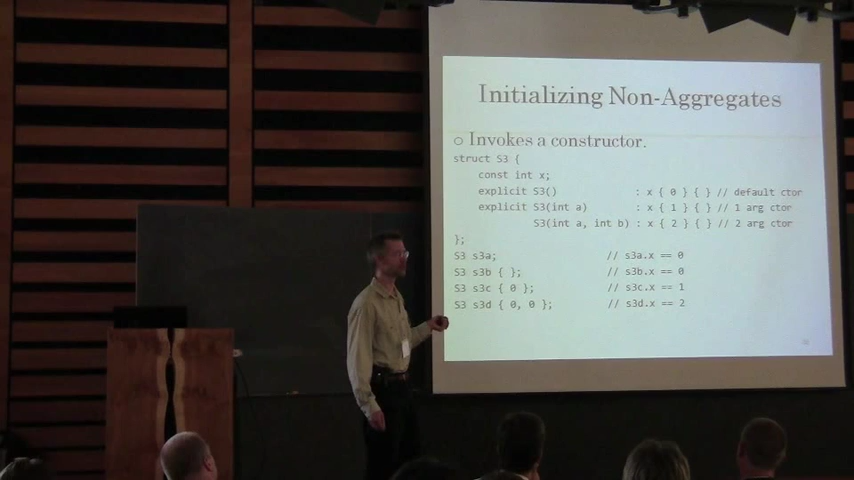 Initializing Non-Aggregates
○ Invokes a constructor.
struct S3 {
const int x;
explicit S3() : x { 0 } { } // default ctor
explicit S3(int a) : x { 1 } { } // 1 arg ctor
S3(int a, int b) : x { 2 } { } // 2 arg ctor
};
S3 s3a; // s3a.x == 0
S3 s3b { }; // s3b.x == 0
S3 s3c { 0 }; // s3c.x == 1
S3 s3d { 0, 0 }; // s3d.x == 2